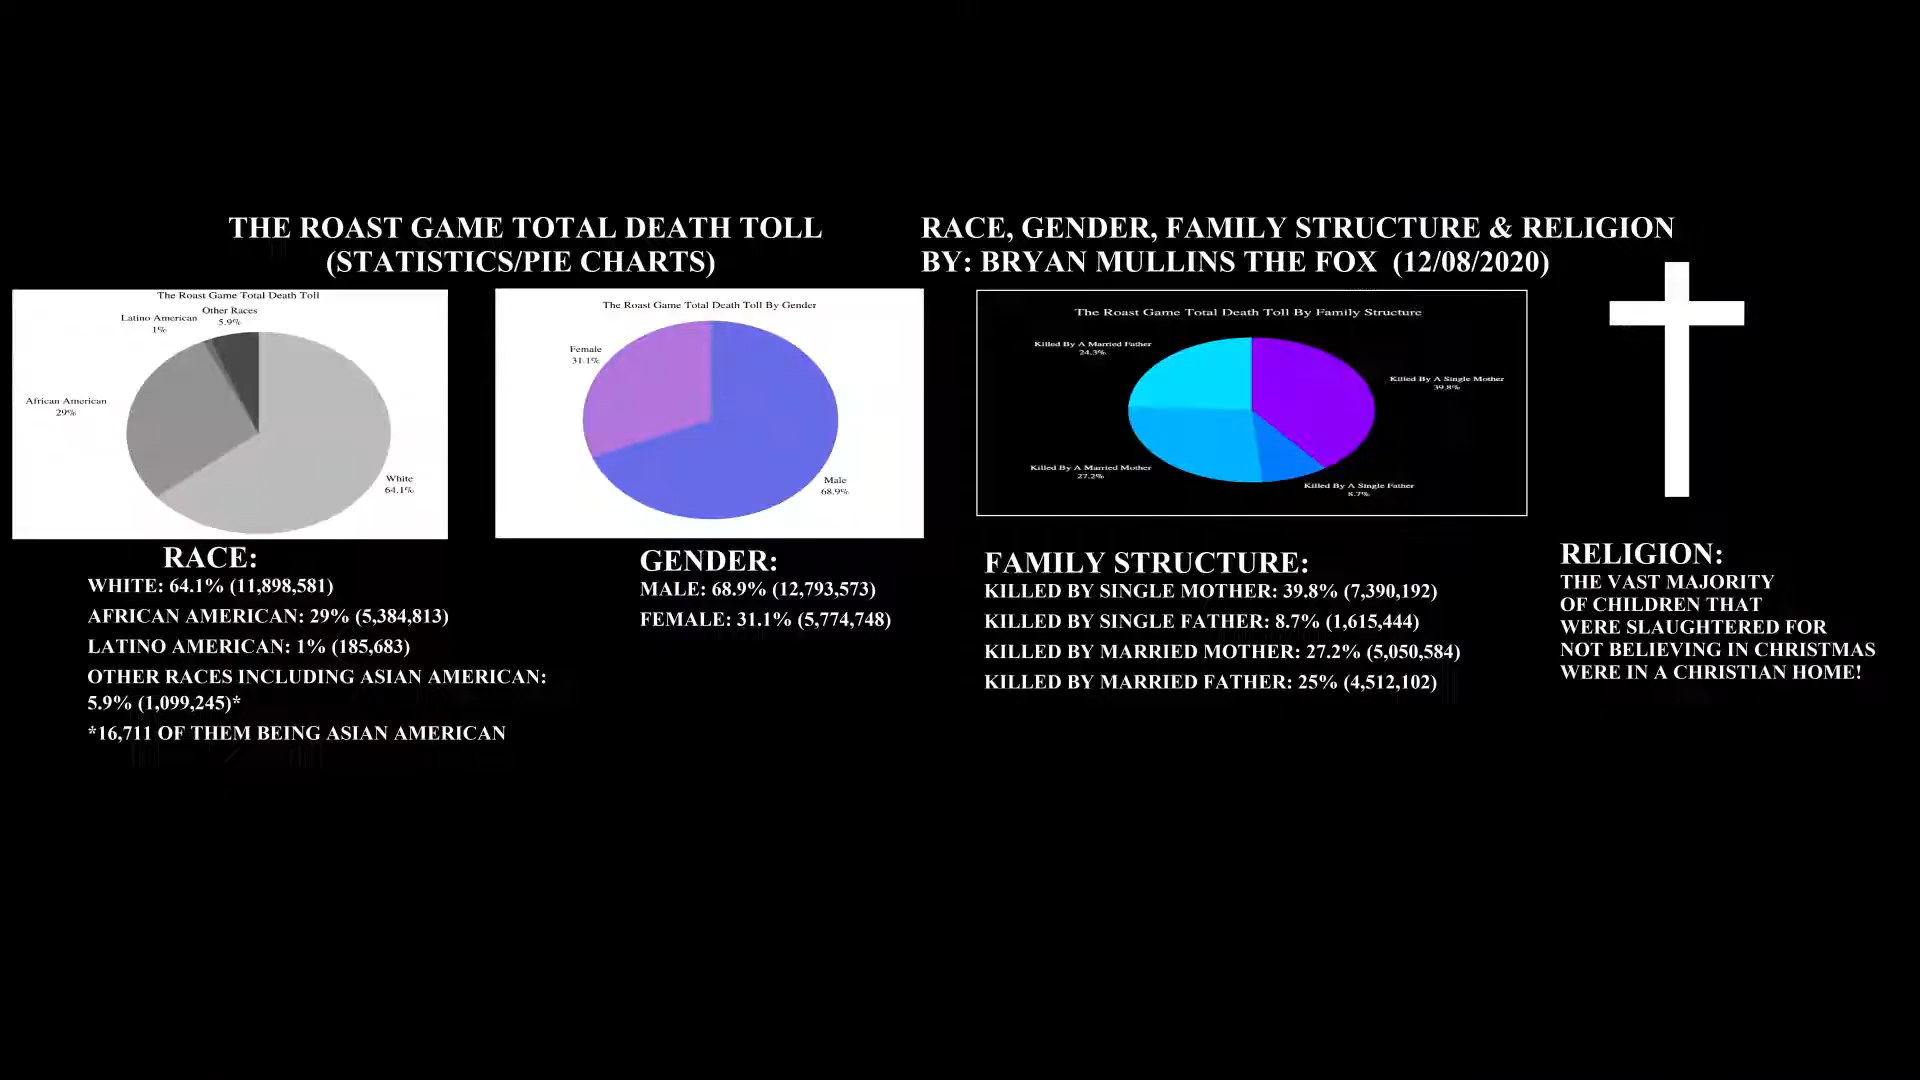 THE ROAST GAME TOTAL DEATH TOLL
(STATISTICS/PIE CHARTS)
RACE, GENDER, FAMILY STRUCTURE & RELIGION
BY: BRYAN MULLINS THE FOX (12/08/2020)
The Roast Game Total Death Toll
Other Races
5.9%
Latino American
1%
African American
29%
White
64.1%
The Roast Game Total Death Toll By Gender
Female
31.1%
Male
68.9%
The Roast Game Total Death Toll By Family Structure
Killed By A Married Father
24.3%
Killed By A Single Mother
39.8%
Killed By A Married Mother
27.2%
Killed By A Single Father
8.7%
RACE:
WHITE: 64.1% (11,898,581)
AFRICAN AMERICAN: 29% (5,384,813)
LATINO AMERICAN: 1% (185,683)
OTHER RACES INCLUDING ASIAN AMERICAN:
5.9% (1,099,245)*
*16,711 OF THEM BEING ASIAN AMERICAN
GENDER:
MALE: 68.9% (12,793,573)
FEMALE: 31.1% (5,774,748)
FAMILY STRUCTURE:
KILLED BY SINGLE MOTHER: 39.8% (7,390,192)
KILLED BY SINGLE FATHER: 8.7% (1,615,444)
KILLED BY MARRIED MOTHER: 27.2% (5,050,584)
KILLED BY MARRIED FATHER: 25% (4,512,102)
RELIGION:
THE VAST MAJORITY
OF CHILDREN THAT
WERE SLAUGHTERED FOR
NOT BELIEVING IN CHRISTMAS
WERE IN A CHRISTIAN HOME!